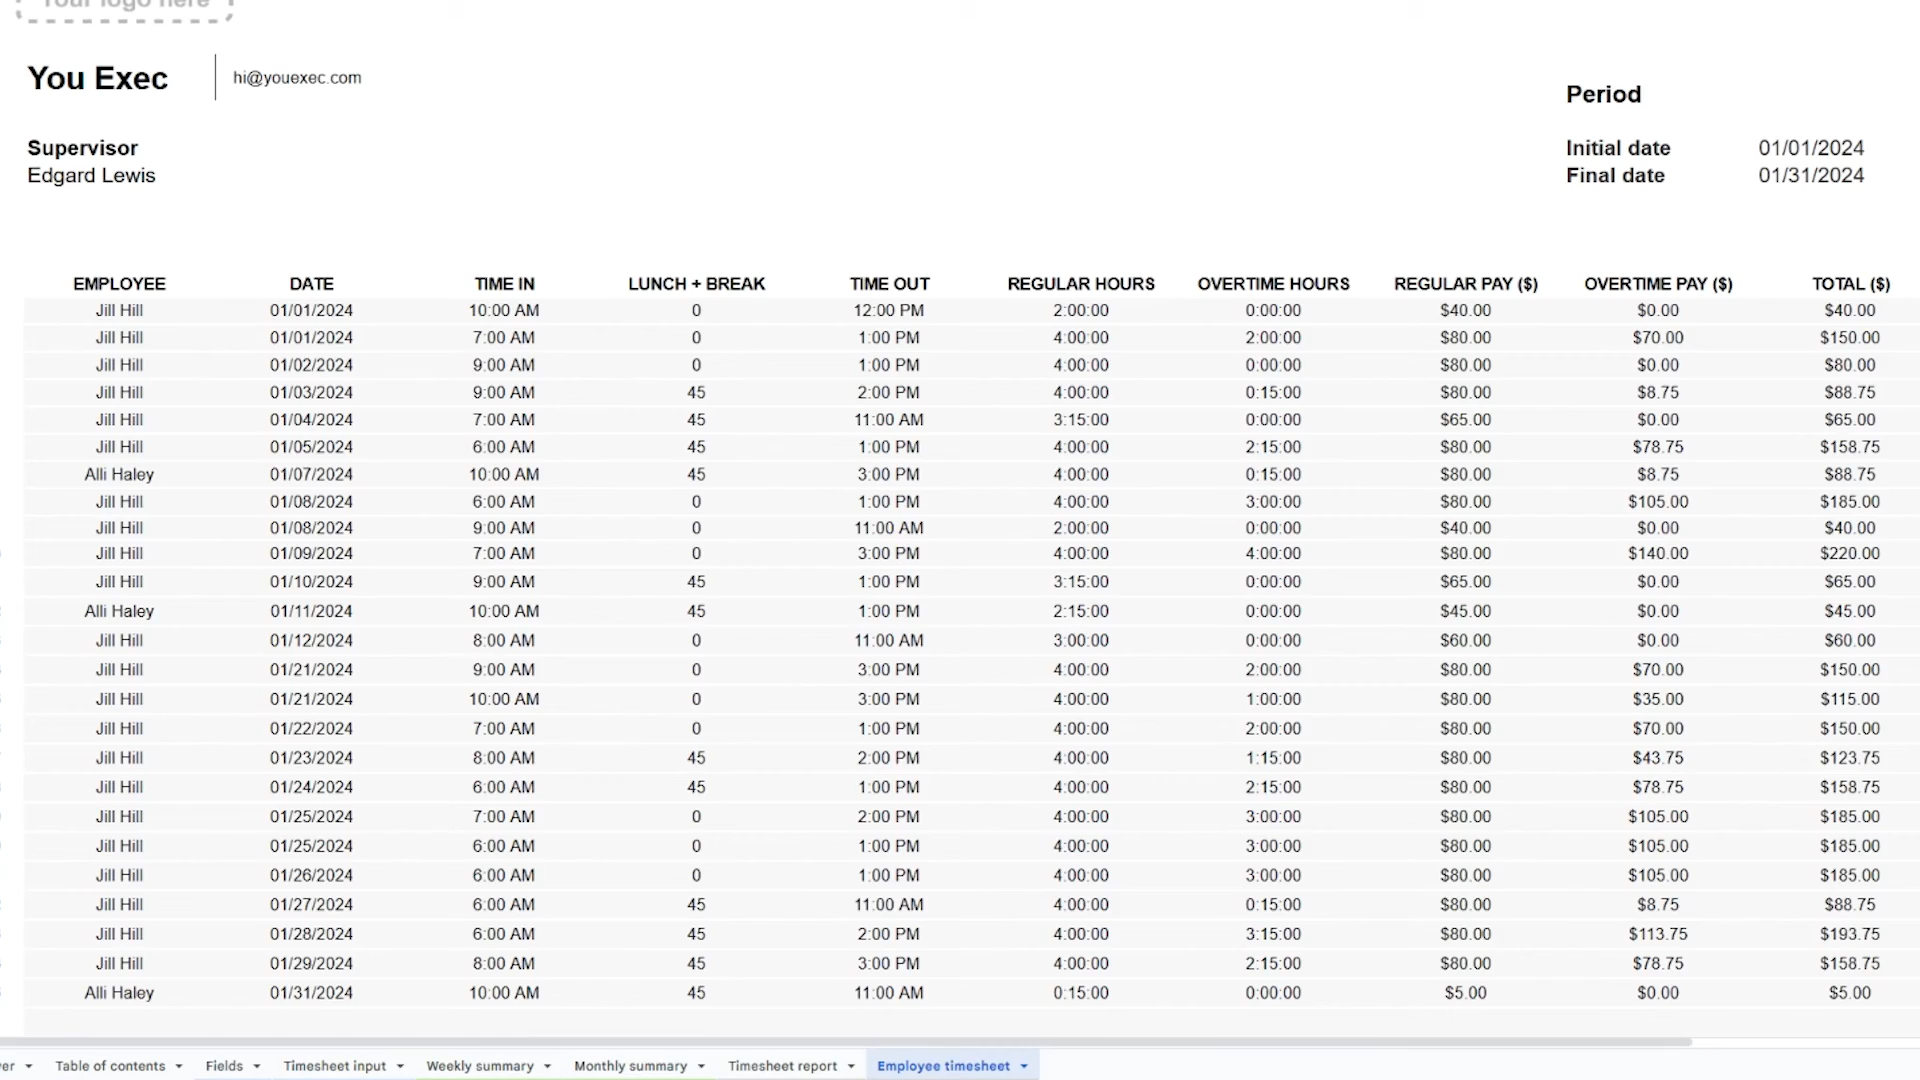 Your logo here
You Exec
hi@youexec.com
Period
Supervisor
Initial date 01/01/2024
Edgard Lewis
Final date 01/31/2024
EMPLOYEE DATE TIME IN LUNCH + BREAK TIME OUT REGULAR HOURS OVERTIME HOURS REGULAR PAY ($) OVERTIME PAY ($) TOTAL ($)
Jill Hill 01/01/2024 10:00 AM 0 12:00 PM 2:00:00 0:00:00 $40.00 $0.00 $40.00
Jill Hill 01/01/2024 7:00 AM 0 1:00 PM 4:00:00 2:00:00 $80.00 $70.00 $150.00
Jill Hill 01/02/2024 9:00 AM 0 1:00 PM 4:00:00 0:00:00 $80.00 $0.00 $80.00
Jill Hill 01/03/2024 9:00 AM 45 2:00 PM 4:00:00 0:15:00 $80.00 $8.75 $88.75
Jill Hill 01/04/2024 7:00 AM 45 11:00 AM 3:15:00 0:00:00 $65.00 $0.00 $65.00
Jill Hill 01/05/2024 6:00 AM 45 1:00 PM 4:00:00 2:15:00 $80.00 $78.75 $158.75
Alli Haley 01/07/2024 10:00 AM 45 3:00 PM 4:00:00 0:15:00 $80.00 $8.75 $88.75
Jill Hill 01/08/2024 6:00 AM 0 1:00 PM 4:00:00 3:00:00 $80.00 $105.00 $185.00
Jill Hill 01/08/2024 9:00 AM 0 11:00 AM 2:00:00 0:00:00 $40.00 $0.00 $40.00
Jill Hill 01/09/2024 7:00 AM 0 3:00 PM 4:00:00 4:00:00 $80.00 $140.00 $220.00
Jill Hill 01/10/2024 9:00 AM 45 1:00 PM 3:15:00 0:00:00 $65.00 $0.00 $65.00
Alli Haley 01/11/2024 10:00 AM 45 1:00 PM 2:15:00 0:00:00 $45.00 $0.00 $45.00
Jill Hill 01/12/2024 8:00 AM 0 11:00 AM 3:00:00 0:00:00 $60.00 $0.00 $60.00
Jill Hill 01/21/2024 9:00 AM 0 3:00 PM 4:00:00 2:00:00 $80.00 $70.00 $150.00
Jill Hill 01/21/2024 10:00 AM 0 3:00 PM 4:00:00 1:00:00 $80.00 $35.00 $115.00
Jill Hill 01/22/2024 7:00 AM 0 1:00 PM 4:00:00 2:00:00 $80.00 $70.00 $150.00
Jill Hill 01/23/2024 8:00 AM 45 2:00 PM 4:00:00 1:15:00 $80.00 $43.75 $123.75
Jill Hill 01/24/2024 6:00 AM 45 1:00 PM 4:00:00 2:15:00 $80.00 $78.75 $158.75
Jill Hill 01/25/2024 7:00 AM 0 2:00 PM 4:00:00 3:00:00 $80.00 $105.00 $185.00
Jill Hill 01/25/2024 6:00 AM 0 1:00 PM 4:00:00 3:00:00 $80.00 $105.00 $185.00
Jill Hill 01/26/2024 6:00 AM 0 1:00 PM 4:00:00 3:00:00 $80.00 $105.00 $185.00
Jill Hill 01/27/2024 6:00 AM 45 11:00 AM 4:00:00 0:15:00 $80.00 $8.75 $88.75
Jill Hill 01/28/2024 6:00 AM 45 2:00 PM 4:00:00 3:15:00 $80.00 $113.75 $193.75
Jill Hill 01/29/2024 8:00 AM 45 3:00 PM 4:00:00 2:15:00 $80.00 $78.75 $158.75
Alli Haley 01/31/2024 10:00 AM 45 11:00 AM 0:15:00 0:00:00 $5.00 $0.00 $5.00
Table of contents Fields Timesheet input Weekly summary Monthly summary Timesheet report Employee timesheet